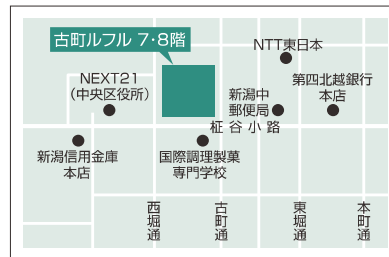 古町ルフル 7・8階
NTT東日本
NEXT21
（中央区役所）
新潟中
郵便局
第四北越銀行
本店
柾谷小路
新潟信用金庫
本店
国際調理製菓
専門学校
西堀通
古町通
東堀通
本町通